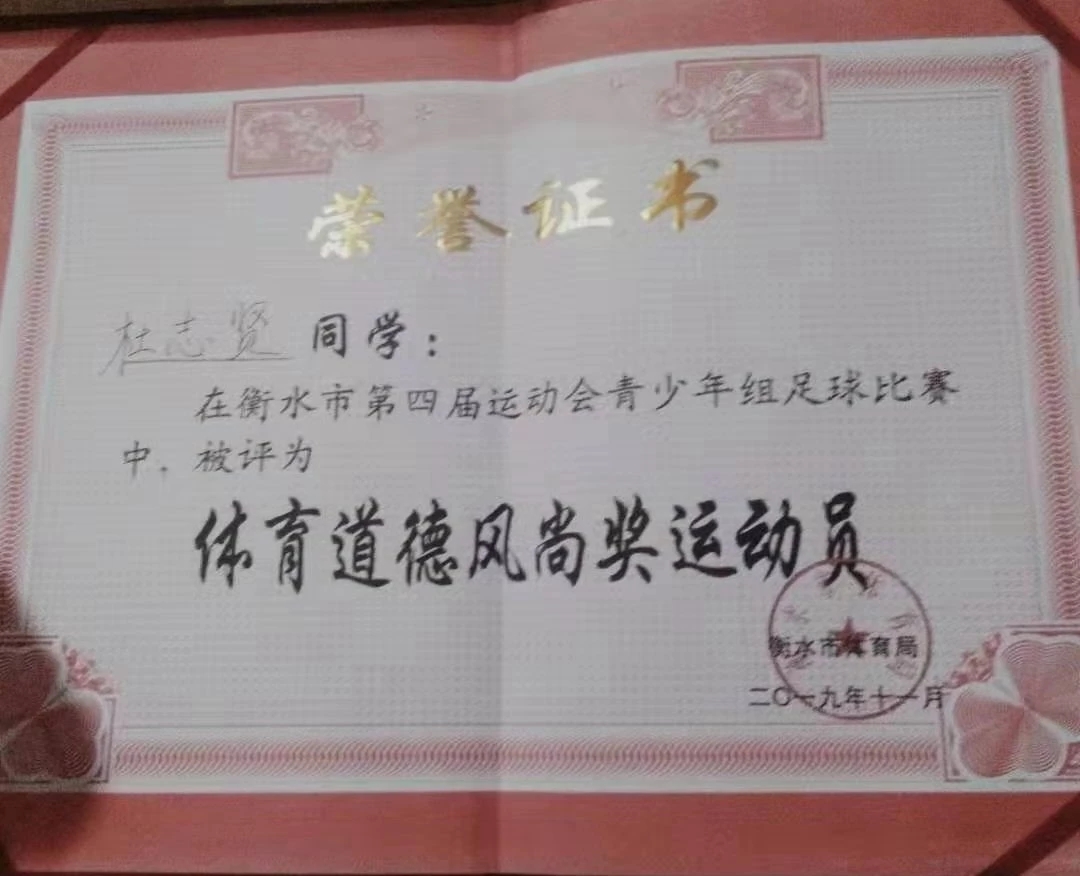 荣誉证书
杜志贤 同学：
在衡水市第四届运动会青少年组足球比赛
中，被评为
体育道德风尚奖运动员
衡水市体育局
二〇一九年十一月